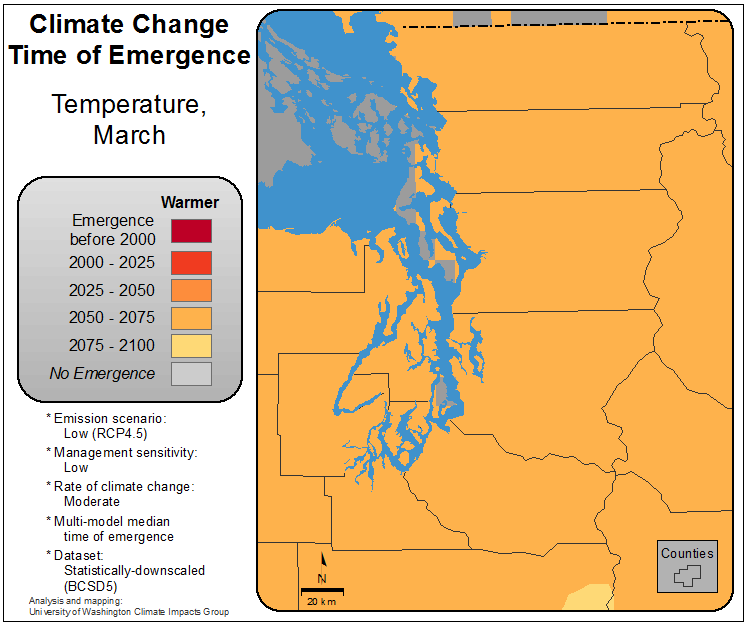 Climate Change
Time of Emergence
Temperature,
March
Warmer
Emergence
before 2000
2000 - 2025
2025 - 2050
2050 - 2075
2075 - 2100
No Emergence
* Emission scenario:
Low (RCP4.5)
* Management sensitivity:
Low
* Rate of climate change:
Moderate
* Multi-model median
time of emergence
* Dataset:
Statistically-downscaled
(BCSD5)
Analysis and mapping:
University of Washington Climate Impacts Group
N
20 km
Counties